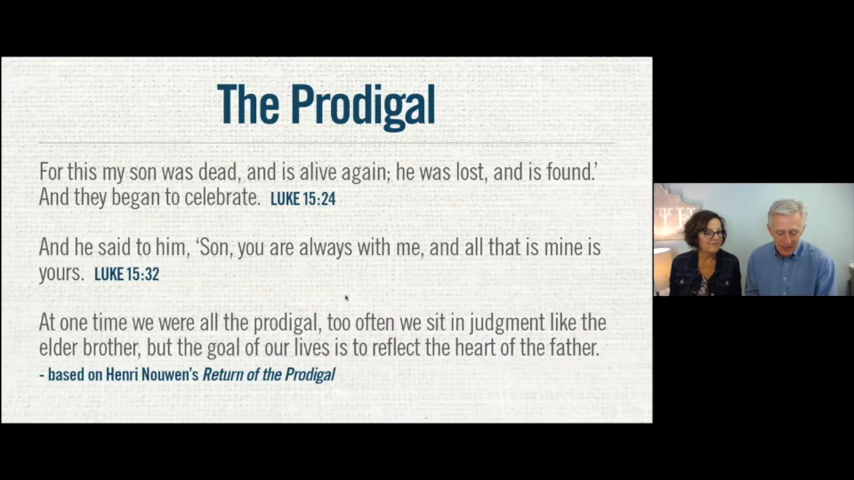 The Prodigal
For this my son was dead, and is alive again; he was lost, and is found.’
And they began to celebrate. LUKE 15:24
And he said to him, ‘Son, you are always with me, and all that is mine is
yours. LUKE 15:32
At one time we were all the prodigal, too often we sit in judgment like the
elder brother, but the goal of our lives is to reflect the heart of the father.
- based on Henri Nouwen’s Return of the Prodigal